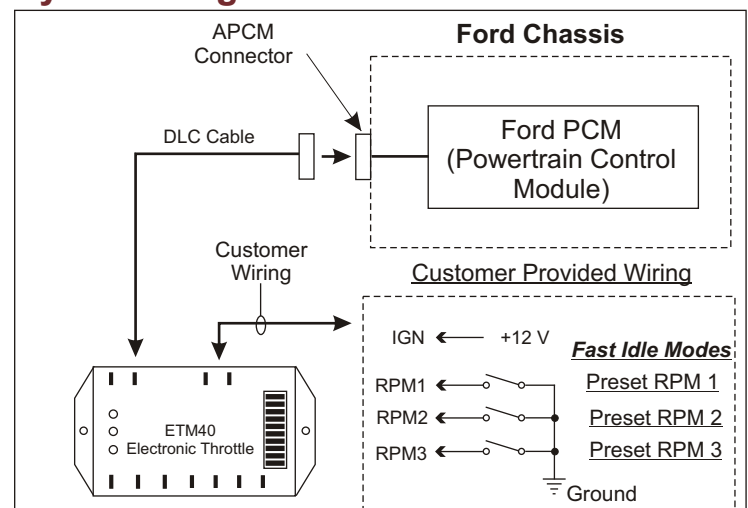 APCM
Connector
Ford Chassis
DLC Cable
Ford PCM
(Powertrain Control
Module)
Customer
Wiring
Customer Provided Wiring
IGN
+12 V
Fast Idle Modes
RPM1
Preset RPM 1
RPM2
Preset RPM 2
RPM3
Preset RPM 3
Ground
ETM40
Electronic Throttle